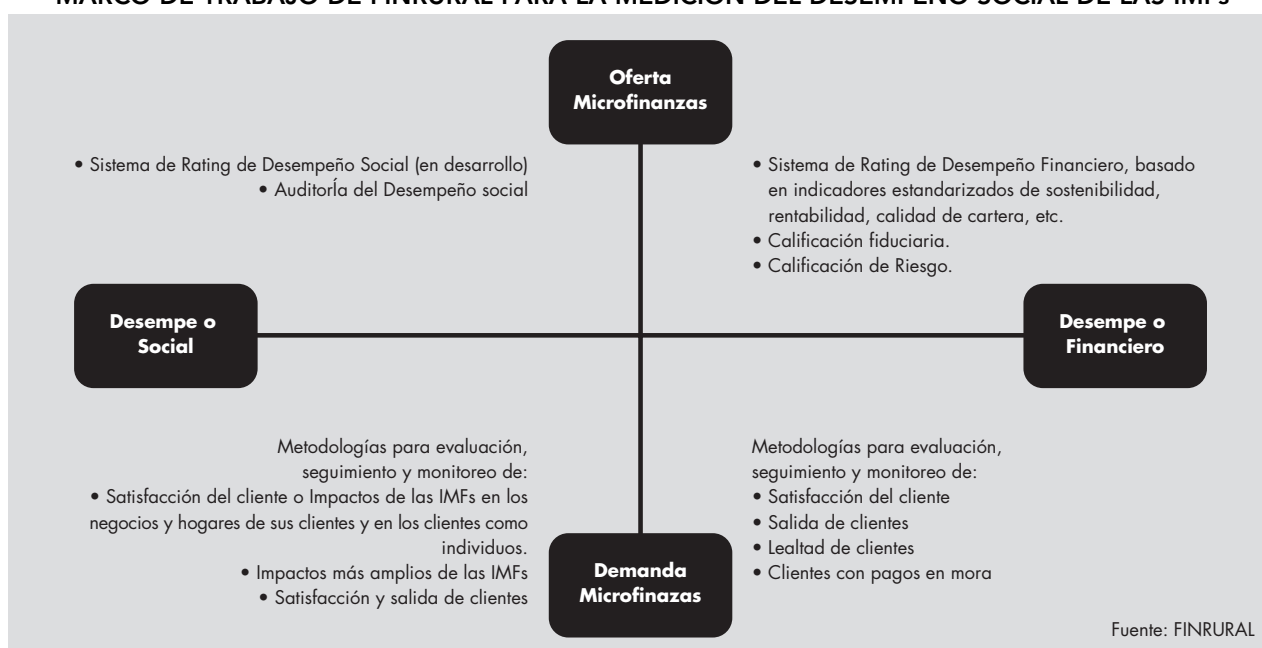 MARCO DE TRABAJO DE FINRURAL PARA LA MEDICIÓN DEL DESEMPEÑO SOCIAL DE LAS IMFs
Oferta
Microfinanzas
• Sistema de Rating de Desempeño Social (en desarrollo)
• AuditorÍa del Desempeño social
• Sistema de Rating de Desempeño Financiero, basado
en indicadores estandarizados de sostenibilidad,
rentabilidad, calidad de cartera, etc.
• Calificación fiduciaria.
• Calificación de Riesgo.
Desempe o
Social
Desempe o
Financiero
Metodologías para evaluación,
seguimiento y monitoreo de:
• Satisfacción del cliente o Impactos de las IMFs en los
negocios y hogares de sus clientes y en los clientes como
individuos.
• Impactos más amplios de las IMFs
• Satisfacción y salida de clientes
Metodologías para evaluación,
seguimiento y monitoreo de:
• Satisfacción del cliente
• Salida de clientes
• Lealtad de clientes
• Clientes con pagos en mora
Demanda
Microfinazas
Fuente: FINRURAL